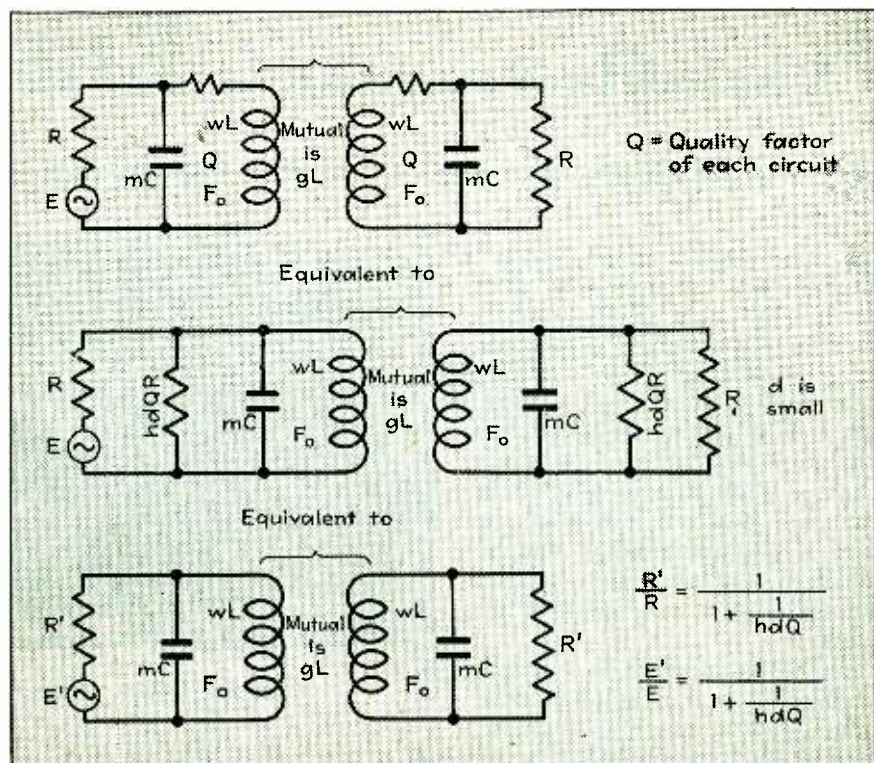 R
E
mC
wL
Q
F₀
Mutual
is
gL
wL
Q
F₀
mC
R
Q = Quality factor
of each circuit
Equivalent to
R
E
hdQR
mC
wL
F₀
Mutual
is
gL
wL
F₀
mC
hdQR
R
d is
small
Equivalent to
R'
E'
mC
wL
F₀
Mutual
is
gL
wL
F₀
mC
R'
R'/R = 1/(1 + 1/hdQ)
E'/E = 1/(1 + 1/hdQ)